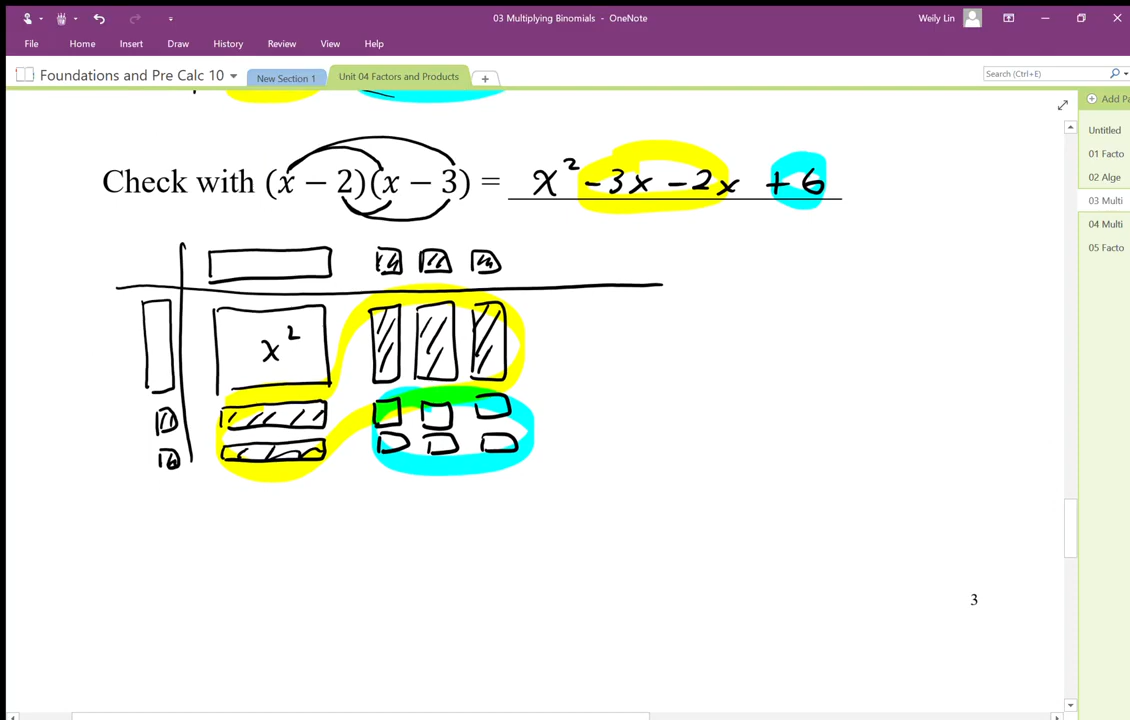 03 Multiplying Binomials - OneNote
Weily Lin
File Home Insert Draw History Review View Help
Foundations and Pre Calc 10
New Section 1
Unit 04 Factors and Products
Search (Ctrl+E)
Add Pa
Untitled
01 Facto
02 Alge
03 Multi
04 Multi
05 Facto
Check with (x − 2)(x − 3) = x² −3x −2x +6
x²
3